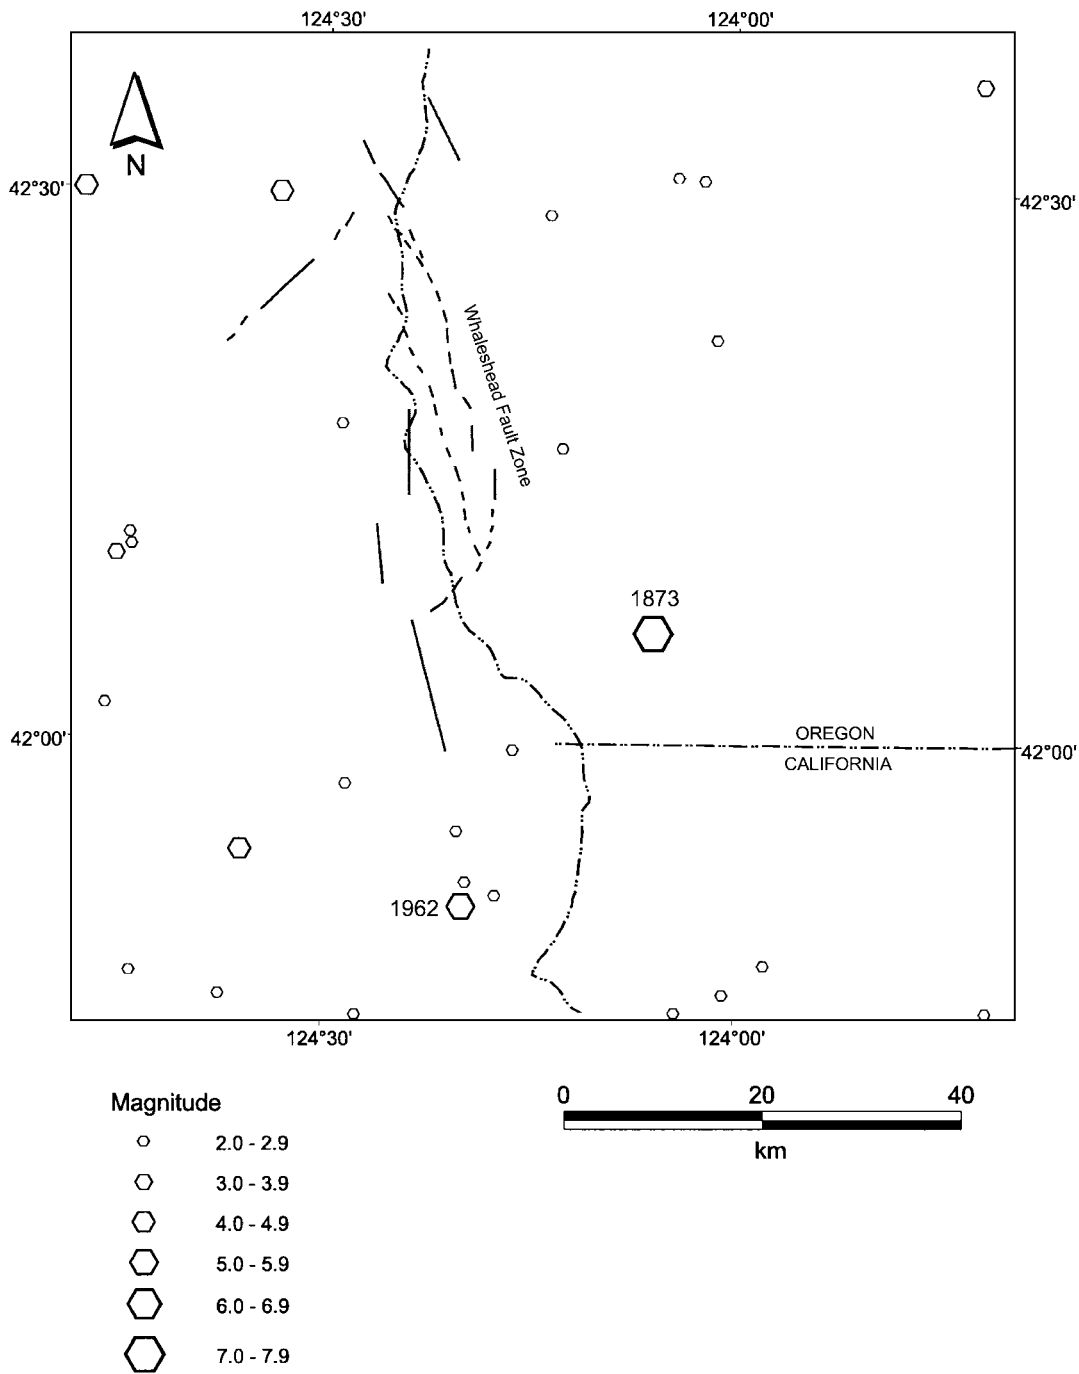 124°30' 124°00'
N
42°30' 42°30'
Whaleshead Fault Zone
1873
42°00' OREGON 42°00'
CALIFORNIA
1962
124°30' 124°00'
Magnitude
2.0 - 2.9
3.0 - 3.9
4.0 - 4.9
5.0 - 5.9
6.0 - 6.9
7.0 - 7.9
0 20 40
km